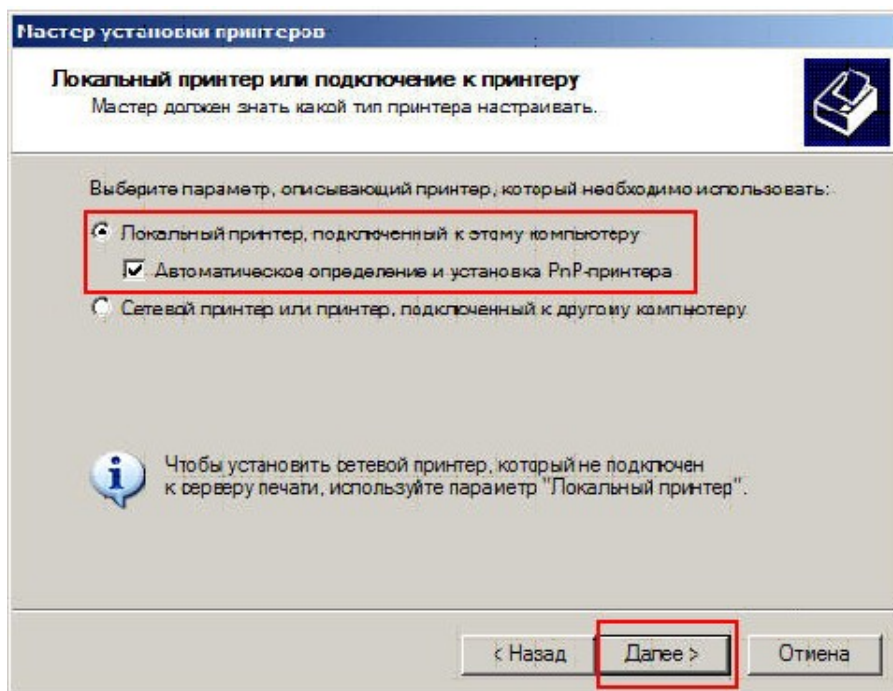 Мастер установки принтеров
Локальный принтер или подключение к принтеру
Мастер должен знать какой тип принтера настраивать.
Выберите параметр, описывающий принтер, который необходимо использовать:
Локальный принтер, подключенный к этому компьютеру
Автоматическое определение и установка PnP-принтера
Сетевой принтер или принтер, подключенный к другому компьютеру
Чтобы установить сетевой принтер, который не подключен
к серверу печати, используйте параметр "Локальный принтер".
< Назад Далее > Отмена